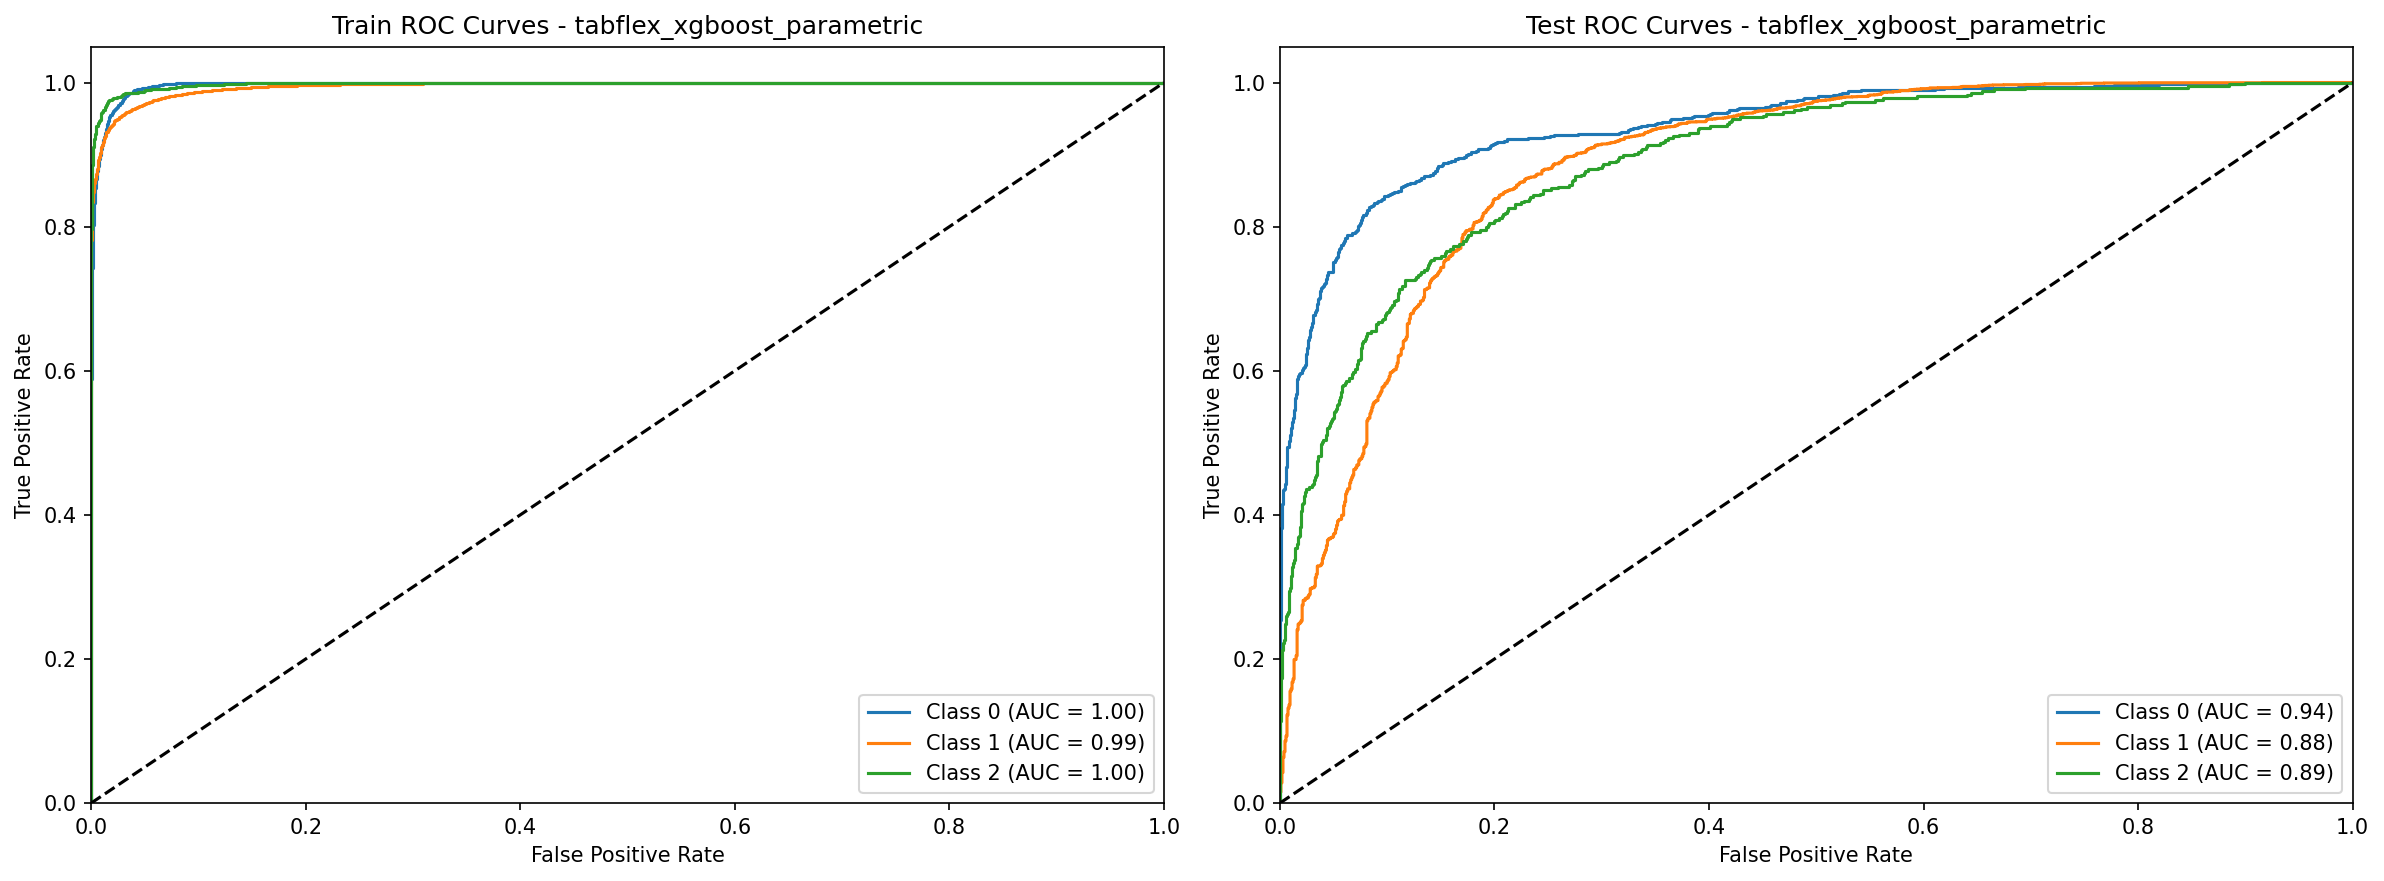 Train ROC Curves - tabflex_xgboost_parametric
True Positive Rate
1.0
0.8
0.6
0.4
0.2
0.0
0.0 0.2 0.4 0.6 0.8 1.0
False Positive Rate
Class 0 (AUC = 1.00)
Class 1 (AUC = 0.99)
Class 2 (AUC = 1.00)
Test ROC Curves - tabflex_xgboost_parametric
True Positive Rate
1.0
0.8
0.6
0.4
0.2
0.0
0.0 0.2 0.4 0.6 0.8 1.0
False Positive Rate
Class 0 (AUC = 0.94)
Class 1 (AUC = 0.88)
Class 2 (AUC = 0.89)